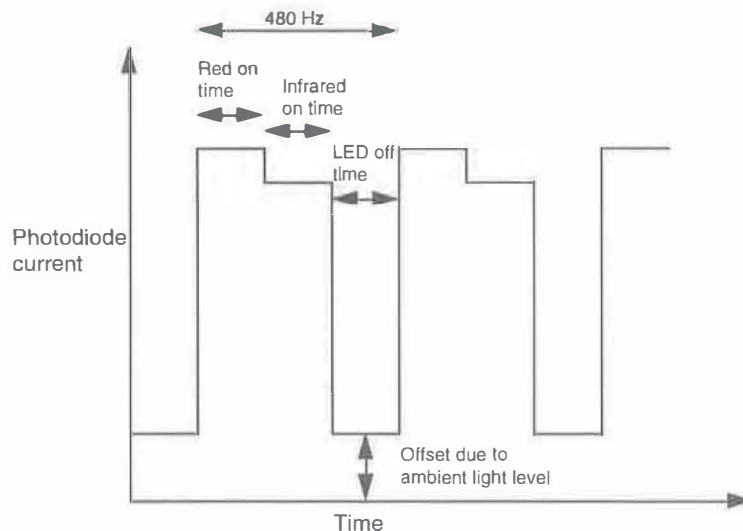 480 Hz
Red on
time
Infrared
on time
LED off
time
Photodiode
current
Offset due to
ambient light level
Time